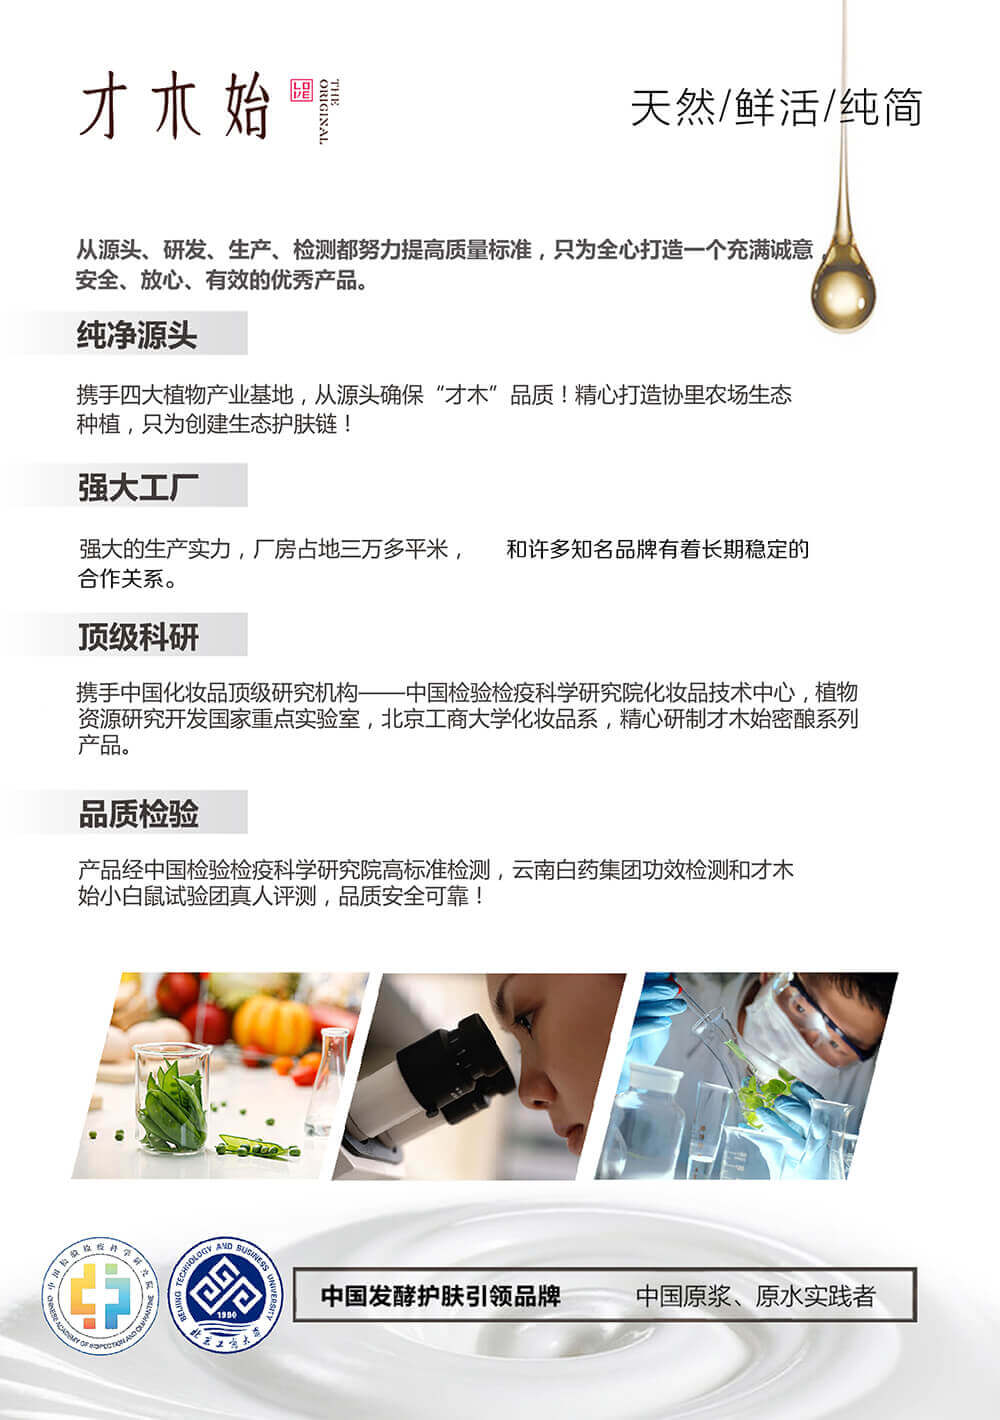 才木始
LOVE
THE
ORIGINAL
天然/鲜活/纯简
从源头、研发、生产、检测都努力提高质量标准，只为全心打造一个充满诚意，
安全、放心、有效的优秀产品。
纯净源头
携手四大植物产业基地，从源头确保“才木”品质！精心打造协里农场生态
种植，只为创建生态护肤链！
强大工厂
强大的生产实力，厂房占地三万多平米， 和许多知名品牌有着长期稳定的
合作关系。
顶级科研
携手中国化妆品顶级研究机构——中国检验检疫科学研究院化妆品技术中心，植物
资源研究开发国家重点实验室，北京工商大学化妆品系，精心研制才木始密酿系列
产品。
品质检验
产品经中国检验检疫科学研究院高标准检测，云南白药集团功效检测和才木
始小白鼠试验团真人评测，品质安全可靠！
中国检验检疫科学研究院
CHINESE ACADEMY OF INSPECTION AND QUARANTINE
BEIJING TECHNOLOGY AND BUSINESS UNIVERSITY
1950
中国发酵护肤引领品牌 中国原浆、原水实践者